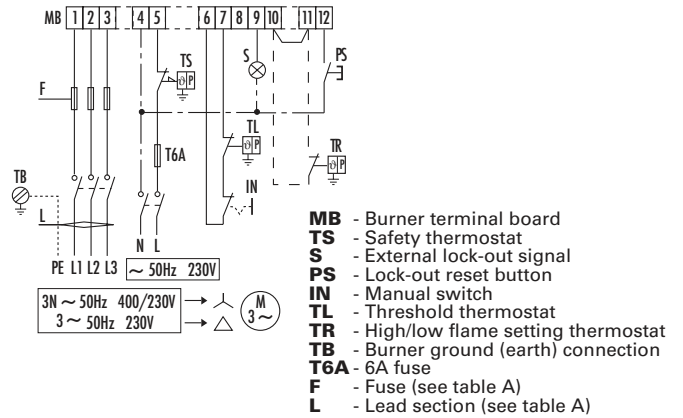 MB 1 2 3 4 5 6 7 8 9 10 11 12
TS
ϑ P
S
PS
F
T6A
TL
ϑ P
TR
ϑ P
TB
IN
L
N L
PE L1 L2 L3
~ 50Hz 230V
3N ~ 50Hz 400/230V
3 ~ 50Hz 230V
M
3 ~
MB - Burner terminal board
TS - Safety thermostat
S - External lock-out signal
PS - Lock-out reset button
IN - Manual switch
TL - Threshold thermostat
TR - High/low flame setting thermostat
TB - Burner ground (earth) connection
T6A - 6A fuse
F - Fuse (see table A)
L - Lead section (see table A)